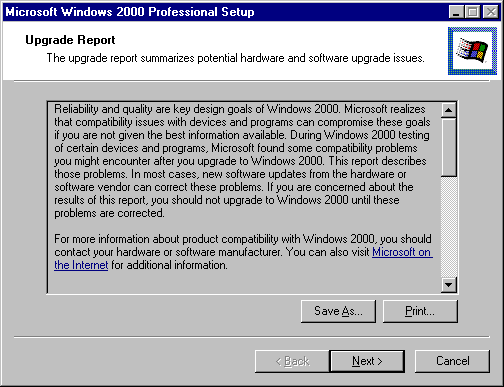 Microsoft Windows 2000 Professional Setup
Upgrade Report
The upgrade report summarizes potential hardware and software upgrade issues.
Reliability and quality are key design goals of Windows 2000. Microsoft realizes
that compatibility issues with devices and programs can compromise these goals
if you are not given the best information available. During Windows 2000 testing
of certain devices and programs, Microsoft found some compatibility problems
you might encounter after you upgrade to Windows 2000. This report describes
those problems. In most cases, new software updates from the hardware or
software vendor can correct these problems. If you are concerned about the
results of this report, you should not upgrade to Windows 2000 until these
problems are corrected.
For more information about product compatibility with Windows 2000, you should
contact your hardware or software manufacturer. You can also visit Microsoft on
the Internet for additional information.
Save As... Print...
< Back Next > Cancel